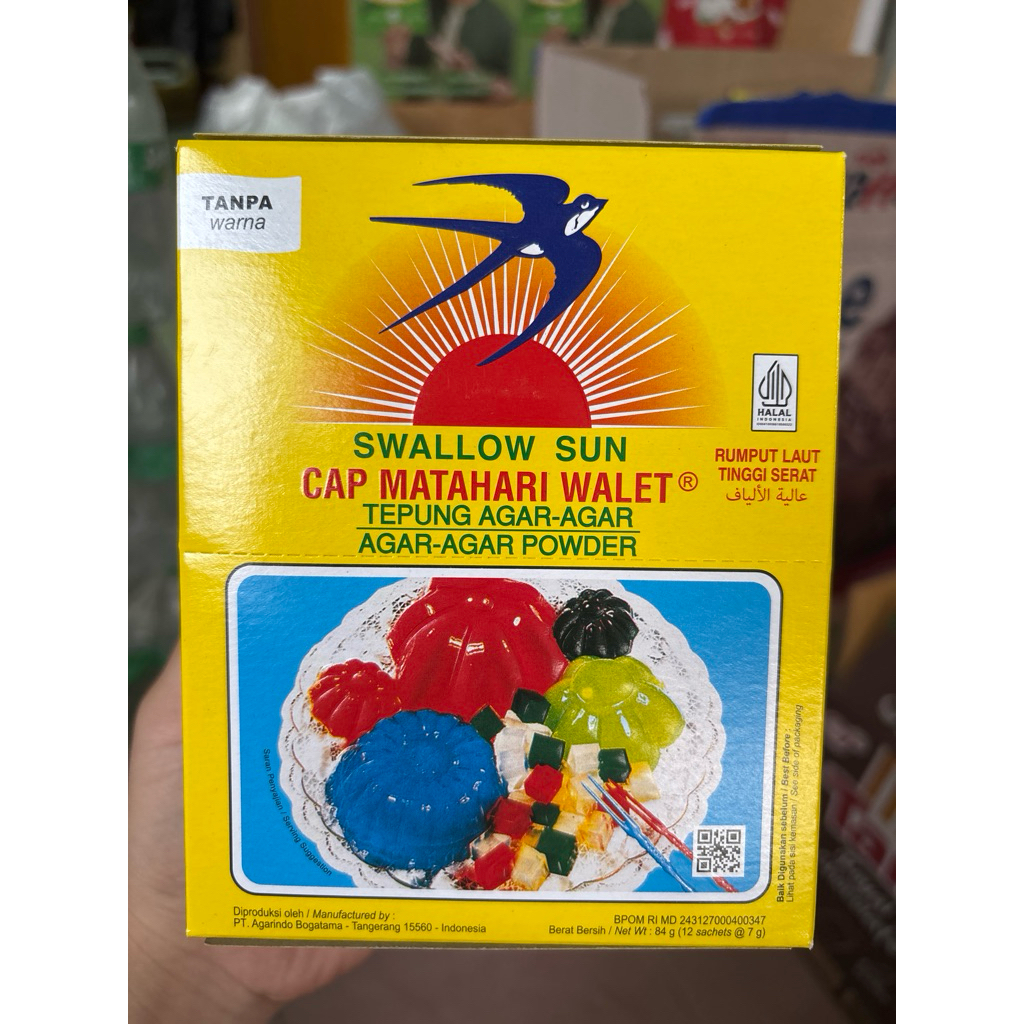 TANPA
warna
HALAL
INDONESIA
SWALLOW SUN
CAP MATAHARI WALET®
TEPUNG AGAR-AGAR
AGAR-AGAR POWDER
RUMPUT LAUT
TINGGI SERAT
عالية الألياف
Saran Penyajian / Serving Suggestion
Baik Digunakan sebelum / Best Before :
Lihat pada sisi kemasan / See side of packaging
Diproduksi oleh / Manufactured by :
PT. Agarindo Bogatama - Tangerang 15560 - Indonesia
BPOM RI MD 243127000400347
Berat Bersih / Net Wt : 84 g (12 sachets @ 7 g)